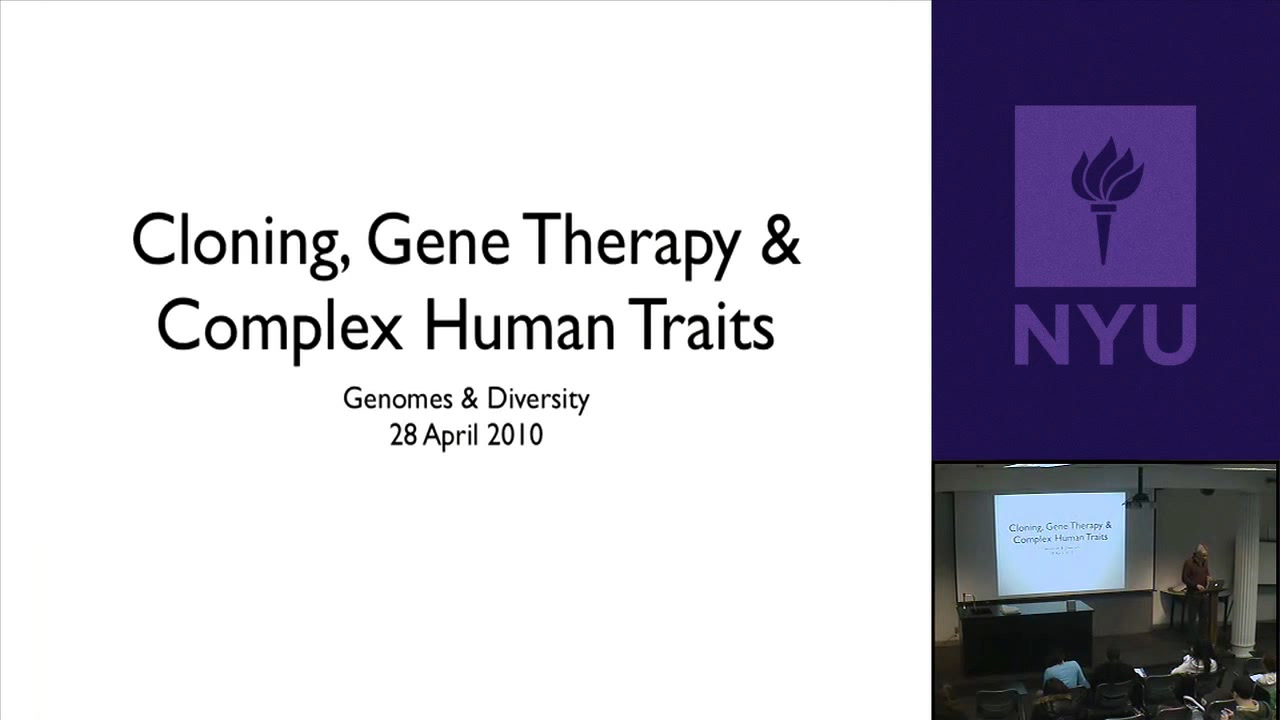 Cloning, Gene Therapy &
Complex Human Traits
Genomes & Diversity
28 April 2010
NYU
Cloning, Gene Therapy &
Complex Human Traits